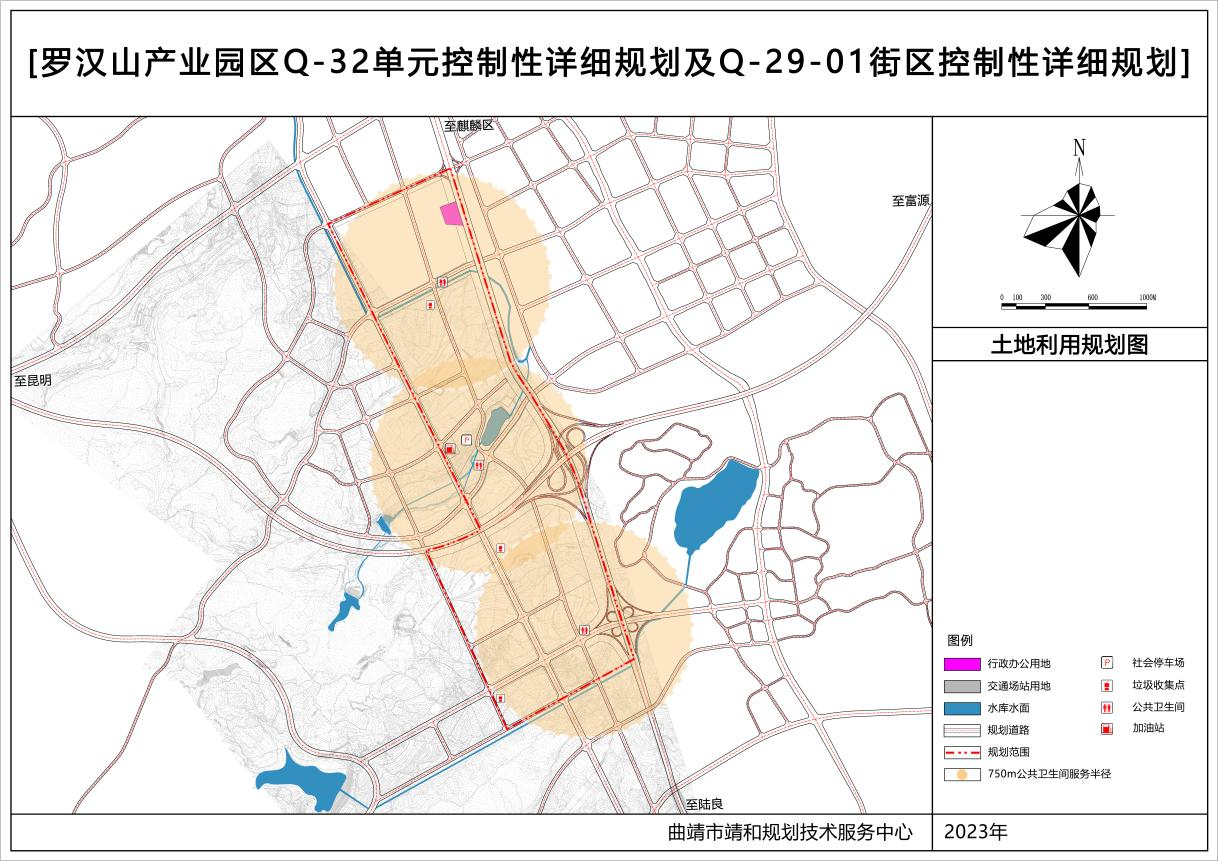 [罗汉山产业园区Q-32单元控制性详细规划及Q-29-01街区控制性详细规划]
至麒麟区
至富源
至昆明
至陆良
P
N
0 100 300 600 1000M
土地利用规划图
图例
行政办公用地
交通场站用地
水库水面
规划道路
规划范围
750m公共卫生间服务半径
P 社会停车场
垃圾收集点
公共卫生间
加油站
曲靖市靖和规划技术服务中心
2023年